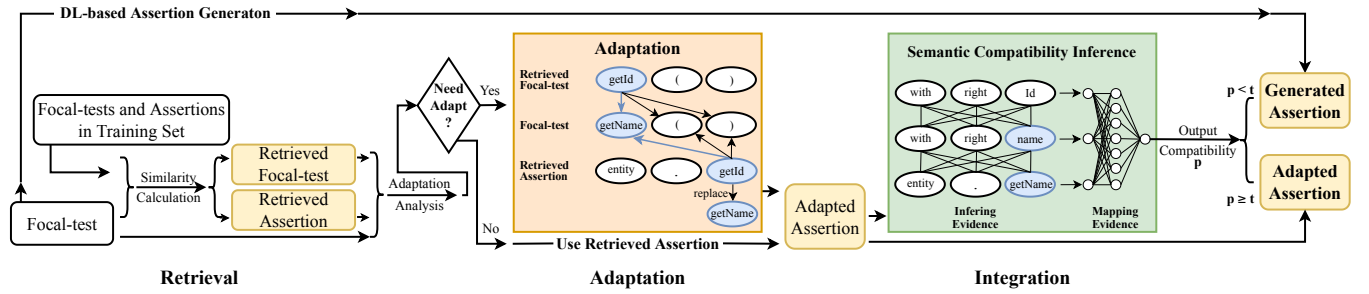 DL-based Assertion Generaton
Focal-tests and Assertions
in Training Set
Focal-test
Similarity
Calculation
Retrieved
Focal-test
Retrieved
Assertion
Adaptation
Analysis
Need
Adapt
?
Yes
No
Adaptation
Retrieved
Focal-test
getId
(
)
Focal-test
getName
(
)
Retrieved
Assertion
entity
.
getId
replace
getName
Use Retrieved Assertion
Adapted
Assertion
Semantic Compatibility Inference
with
right
Id
with
right
name
entity
.
getName
Infering
Evidence
Mapping
Evidence
Output
Compatibility
p
p < t
p ≥ t
Generated
Assertion
Adapted
Assertion
Retrieval
Adaptation
Integration